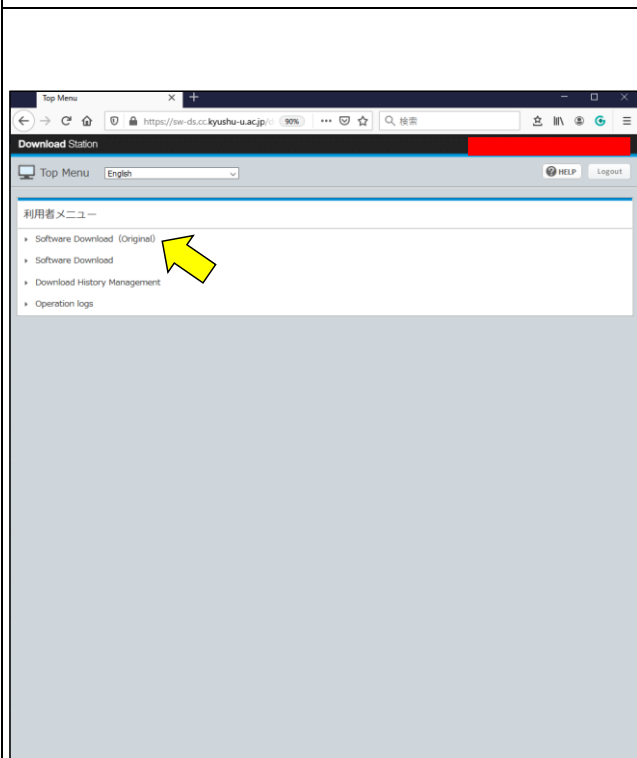 Top Menu
https://sw-ds.cc.kyushu-u.ac.jp/d 90% ... 検索
Download Station
Top Menu English HELP Logout
利用者メニュー
Software Download (Original)
Software Download
Download History Management
Operation logs